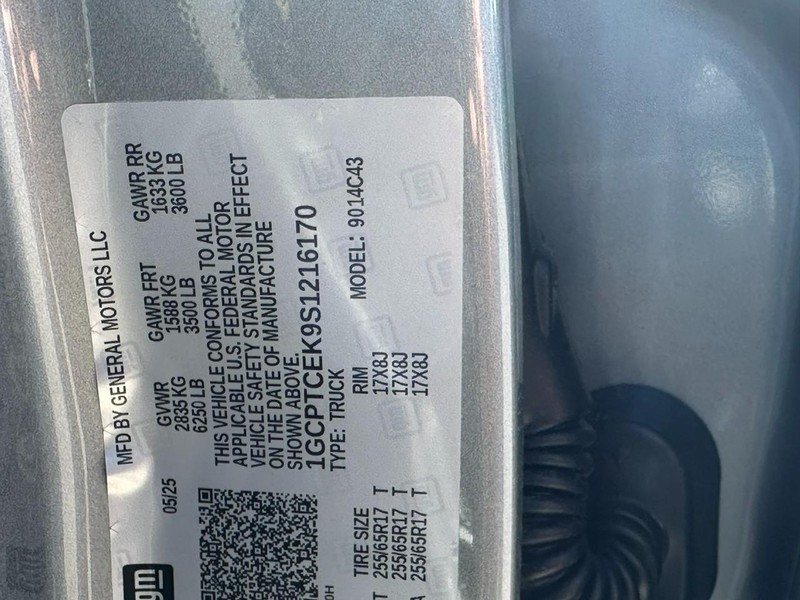 MFD BY GENERAL MOTORS LLC
05/25 GVWR GAWR FRT GAWR RR
2835 KG 1588 KG 1633 KG
6250 LB 3500 LB 3600 LB
THIS VEHICLE CONFORMS TO ALL
APPLICABLE U.S. FEDERAL MOTOR
VEHICLE SAFETY STANDARDS IN EFFECT
ON THE DATE OF MANUFACTURE
SHOWN ABOVE.
1GCPTCEK9S1216170
TYPE: TRUCK MODEL: 9014C43
TIRE SIZE RIM
255/65R17 T 17X8J
255/65R17 T 17X8J
255/65R17 T 17X8J
gm